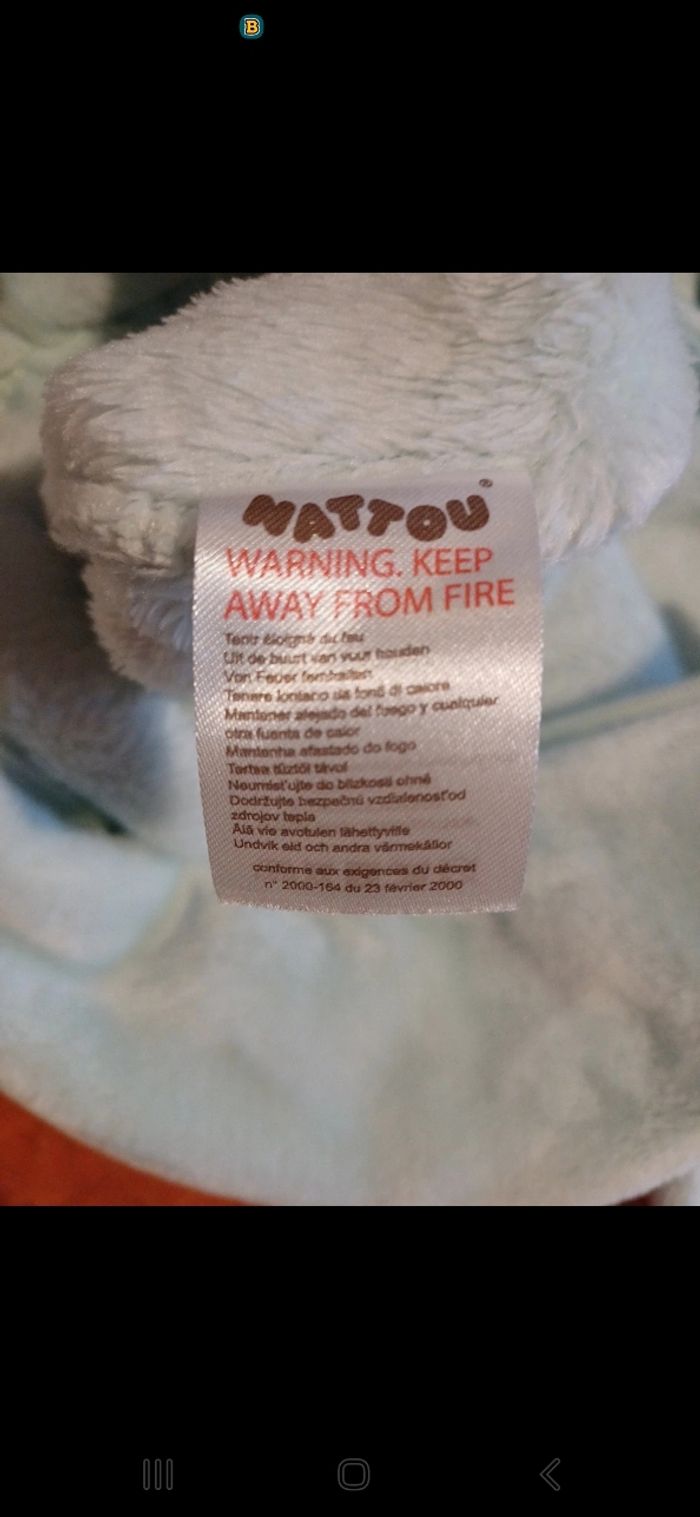 B
NATTOU®
WARNING. KEEP
AWAY FROM FIRE
Tenir éloigné du feu
Uit de buurt van vuur houden
Von Feuer fernhalten
Tenere lontano da fonti di calore
Mantener alejado del fuego y cualquier
otra fuente de calor
Mantenha afastado do fogo
Tartsa tűztől távol
Neumisťujte do blízkosti ohně
Dodržujte bezpečnú vzdialenosť od
zdrojov tepla
Älä vie avotulen lähettyville
Undvik eld och andra värmekällor
conforme aux exigences du décret
n° 2000-164 du 23 février 2000